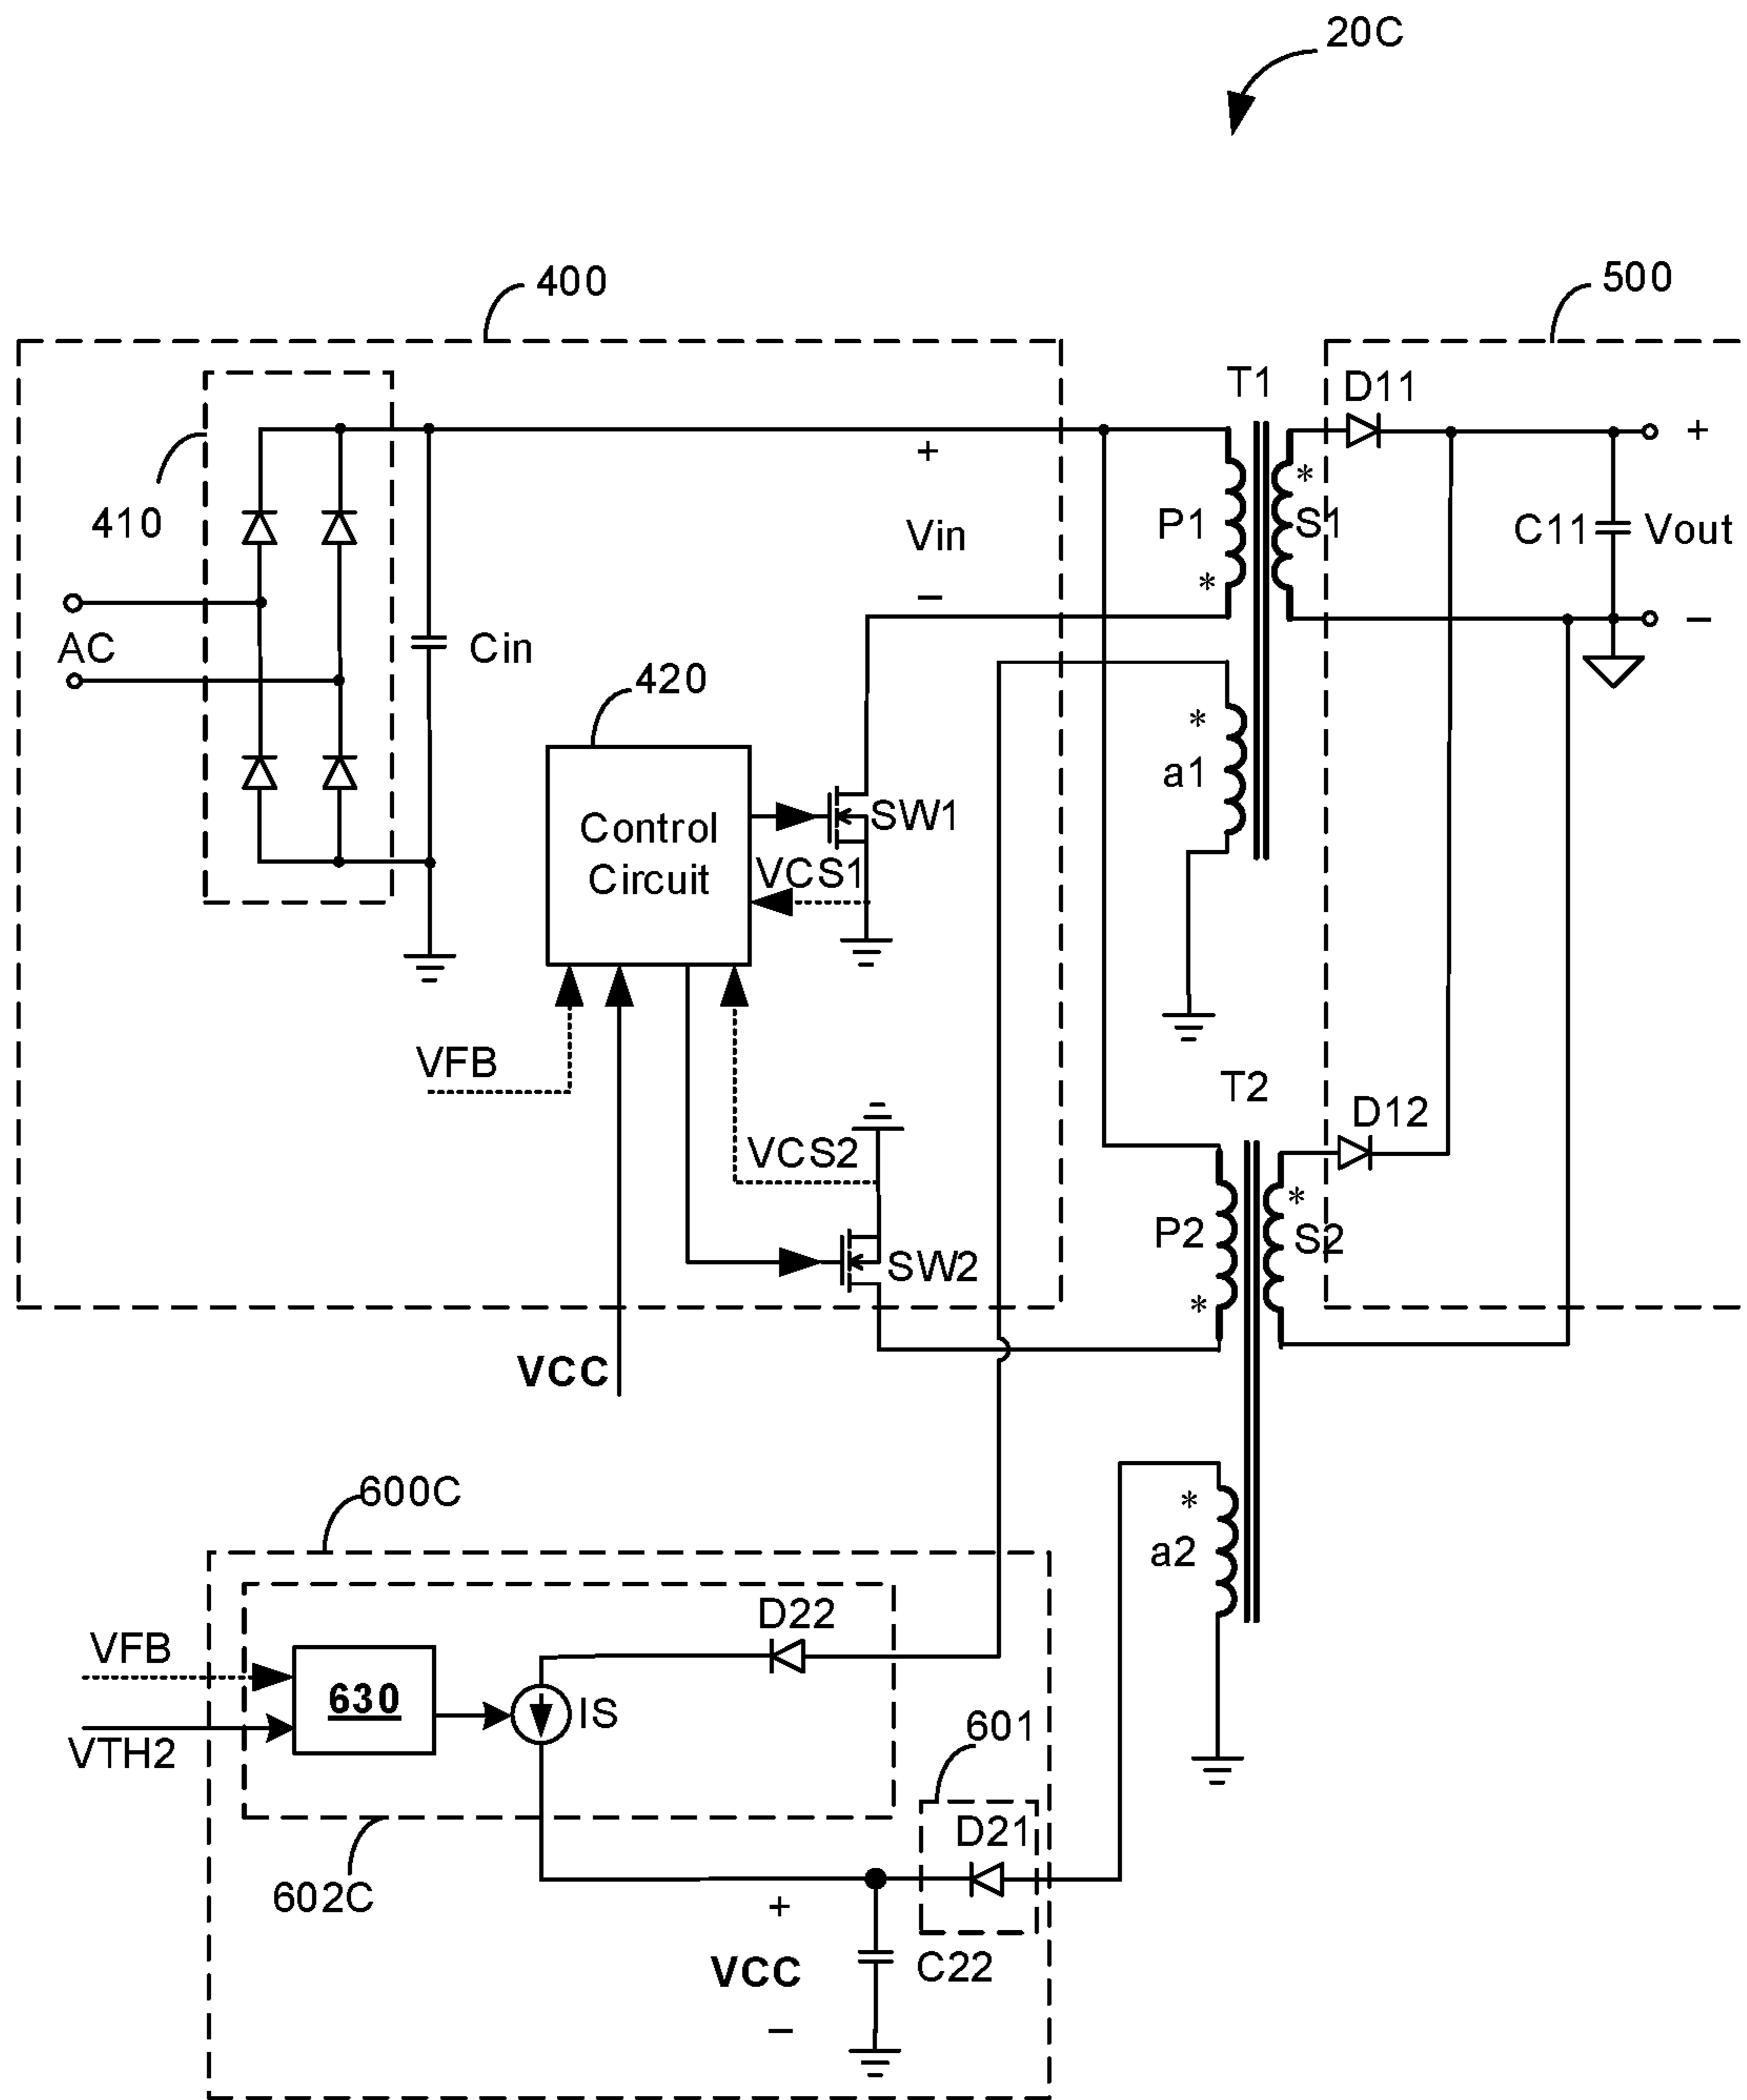 20C
400
500
T1
D11
+
+
410
P1
*
S1
C11
Vout
Vin
*
−
−
AC
Cin
420
*
a1
Control
Circuit
SW1
VCS1
VFB
T2
VCS2
D12
P2
*
S2
SW2
*
VCC
600C
*
a2
D22
VFB
630
IS
VTH2
601
D21
602C
+
VCC
C22
−